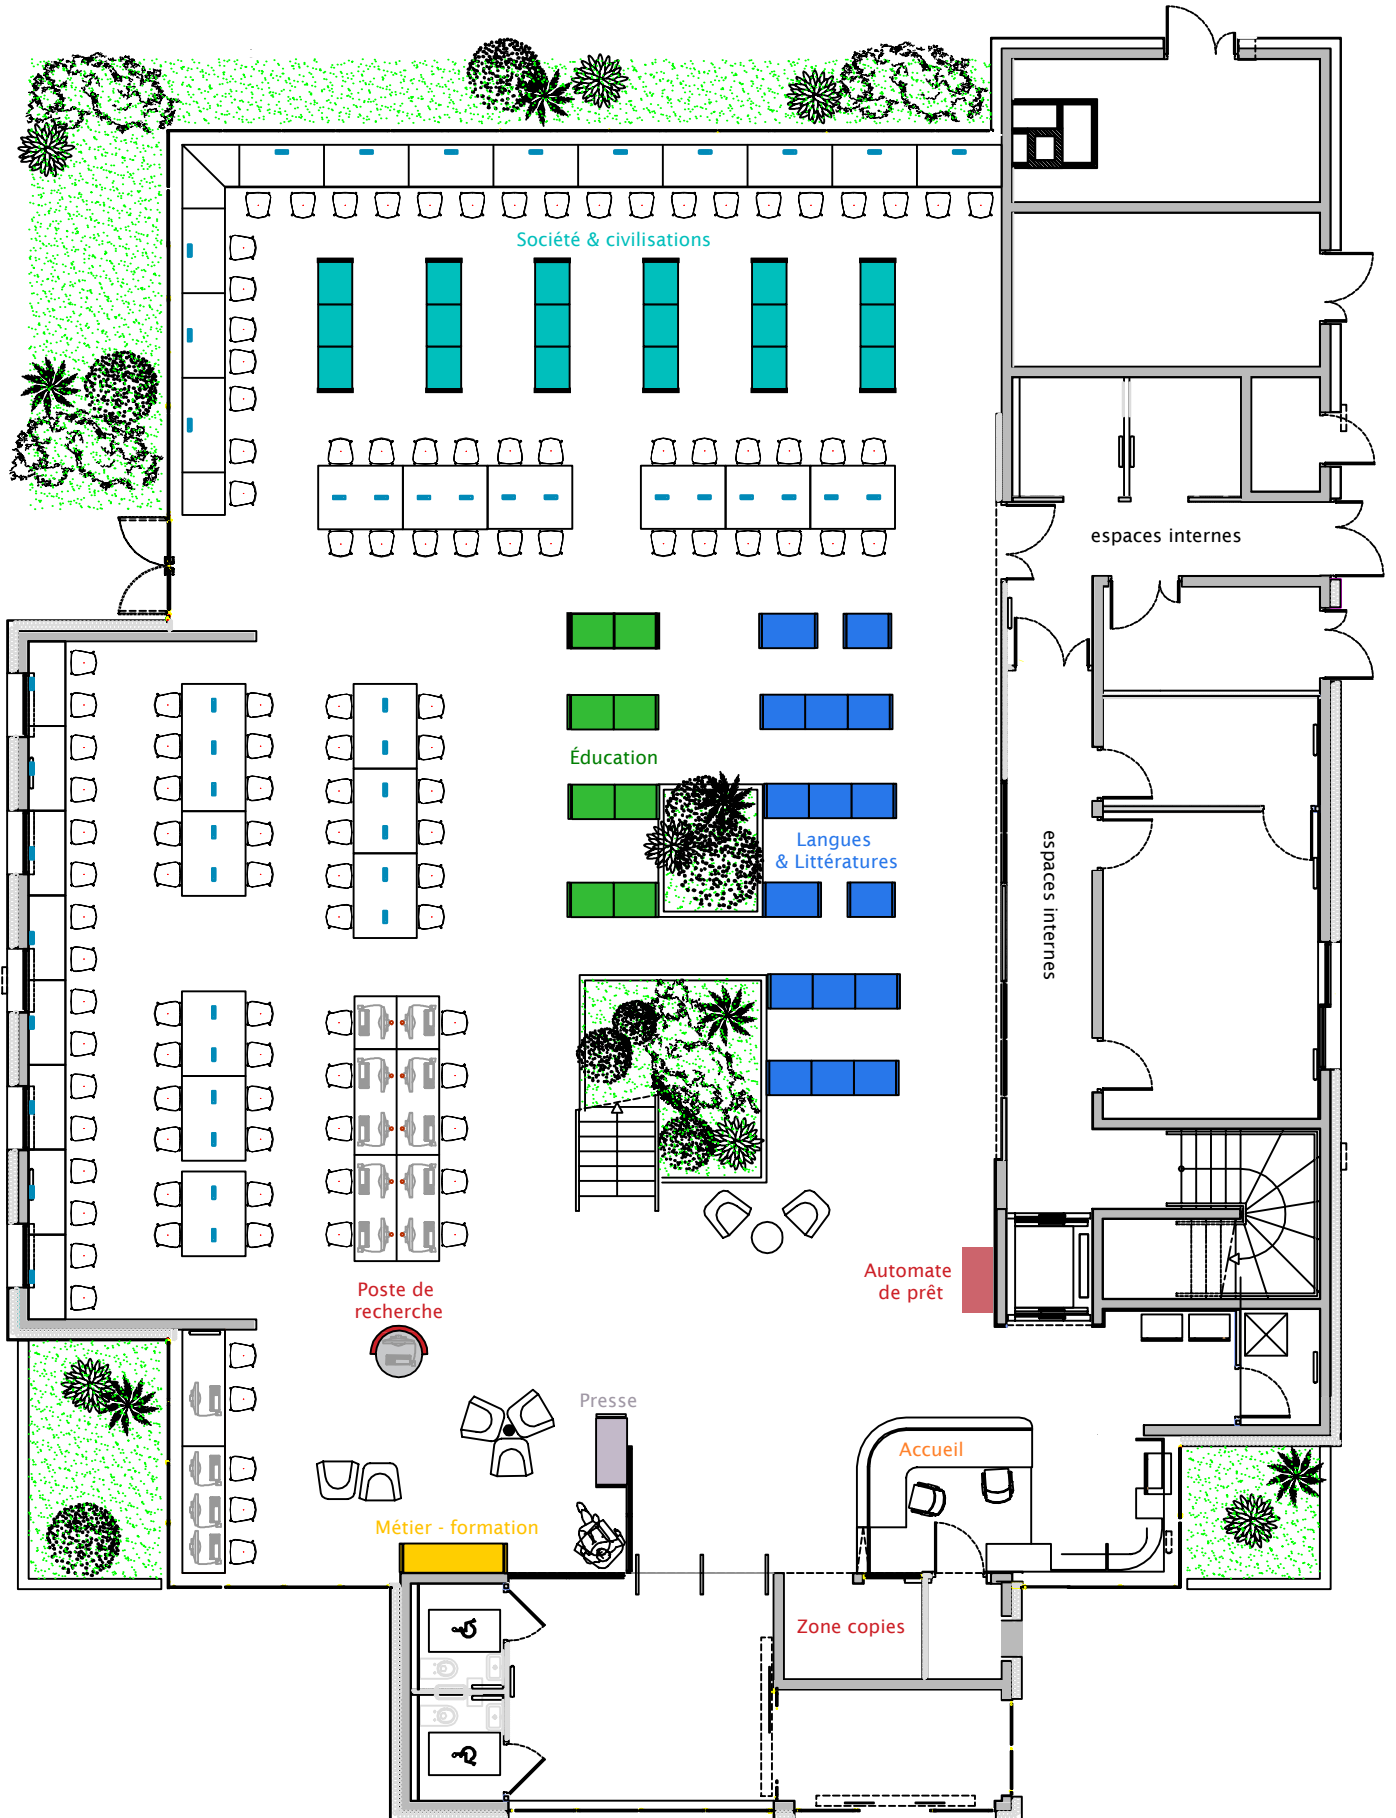 Société & civilisations
espaces internes
Éducation
Langues
& Littératures
espaces internes
Automate
de prêt
Poste de
recherche
Presse
Accueil
Métier - formation
Zone copies